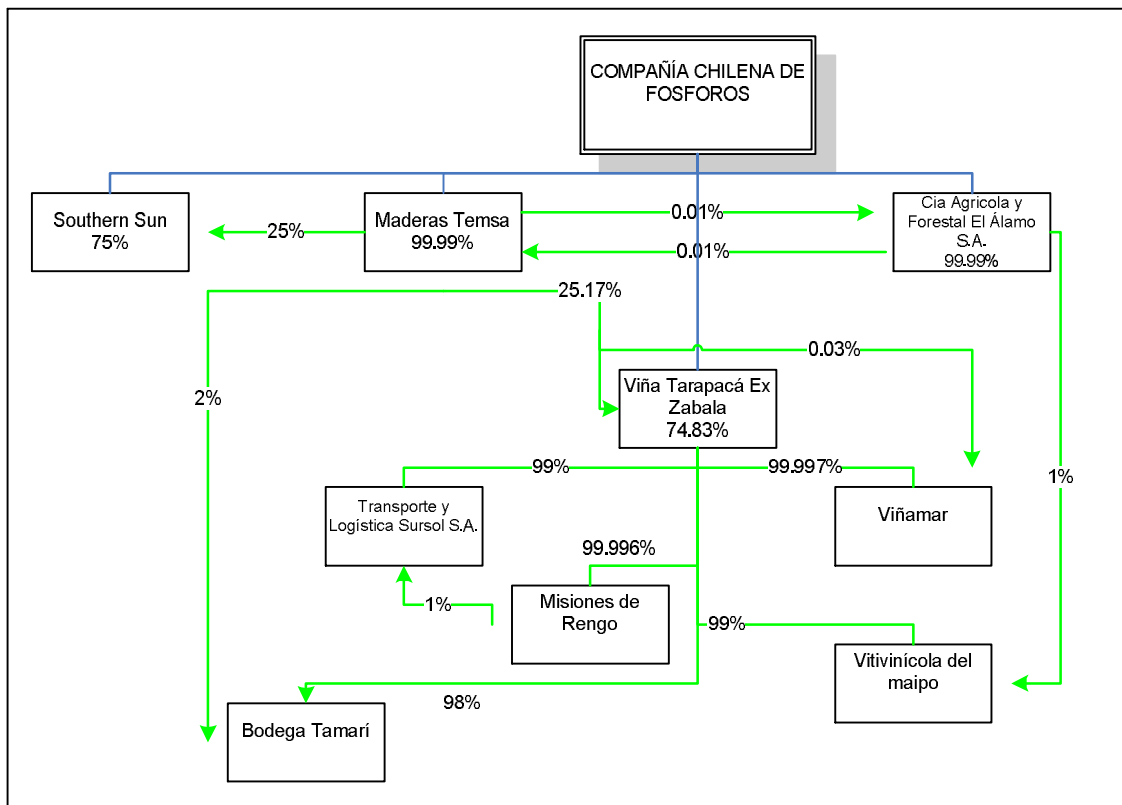 COMPAÑÍA CHILENA DE
FOSFOROS
Southern Sun
75%
25%
Maderas Temsa
99.99%
0.01%
0.01%
Cia Agricola y
Forestal El Álamo
S.A.
99.99%
25.17%
0.03%
2%
Viña Tarapacá Ex
Zabala
74.83%
99%
99.997%
1%
Transporte y
Logística Sursol S.A.
Viñamar
99.996%
1%
Misiones de
Rengo
99%
Vitivinícola del
maipo
98%
Bodega Tamarí